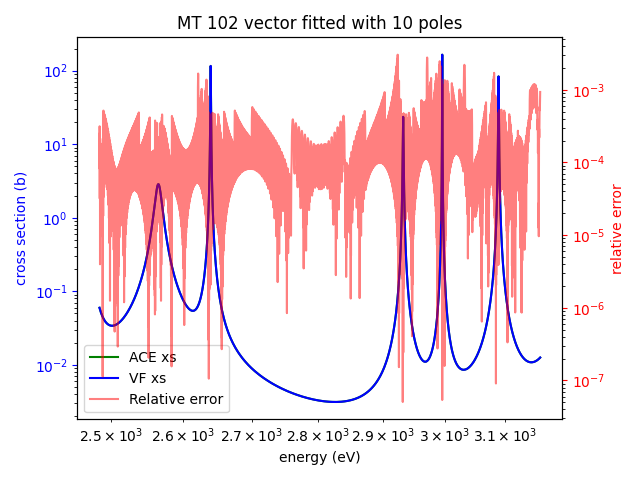 MT 102 vector fitted with 10 poles
10²
10¹
10⁰
10⁻¹
10⁻²
cross section (b)
10⁻³
10⁻⁴
10⁻⁵
10⁻⁶
10⁻⁷
relative error
ACE xs
VF xs
Relative error
2.5 × 10³ 2.6 × 10³ 2.7 × 10³ 2.8 × 10³ 2.9 × 10³ 3 × 10³ 3.1 × 10³
energy (eV)